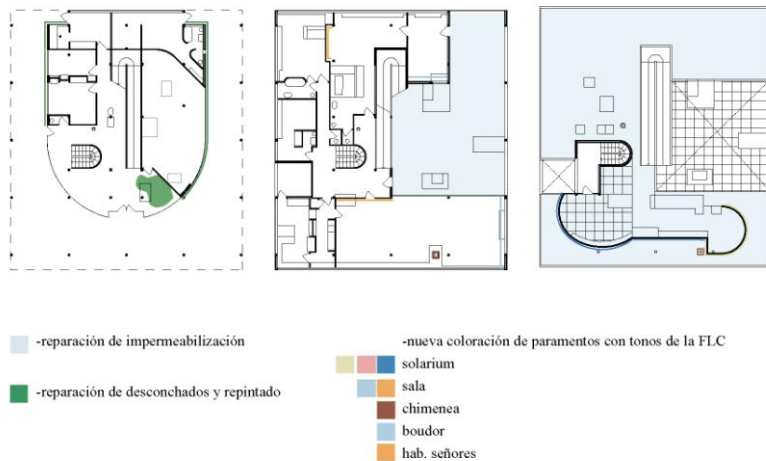 -reparación de impermeabilización
-reparación de desconchados y repintado
-nueva coloración de paramentos con tonos de la FLC
solarium
sala
chimenea
boudor
hab. señores